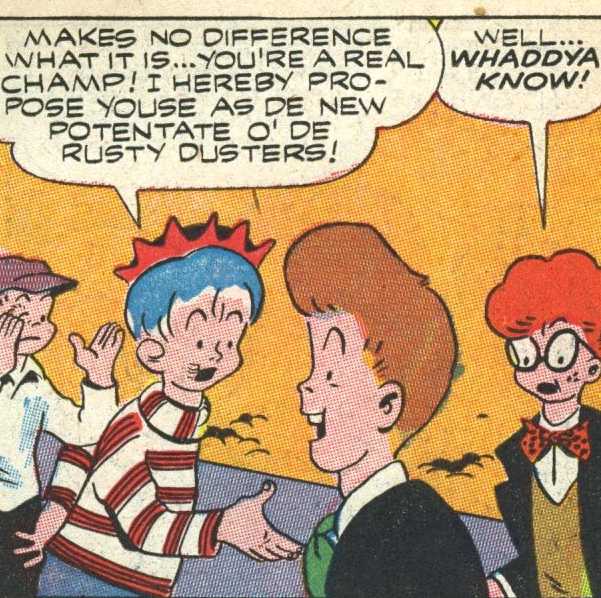 MAKES NO DIFFERENCE
WHAT IT IS...YOU'RE A REAL
CHAMP! I HEREBY PRO-
POSE YOUSE AS DE NEW
POTENTATE O' DE
RUSTY DUSTERS!
WELL...
WHADDYA
KNOW!